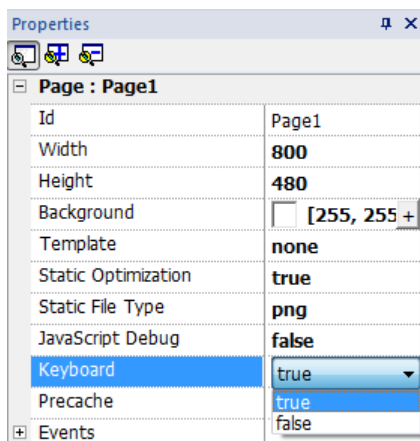 Properties
Page : Page1
Id Page1
Width 800
Height 480
Background [255, 255 +
Template none
Static Optimization true
Static File Type png
JavaScript Debug false
Keyboard true
Precache true
Events false